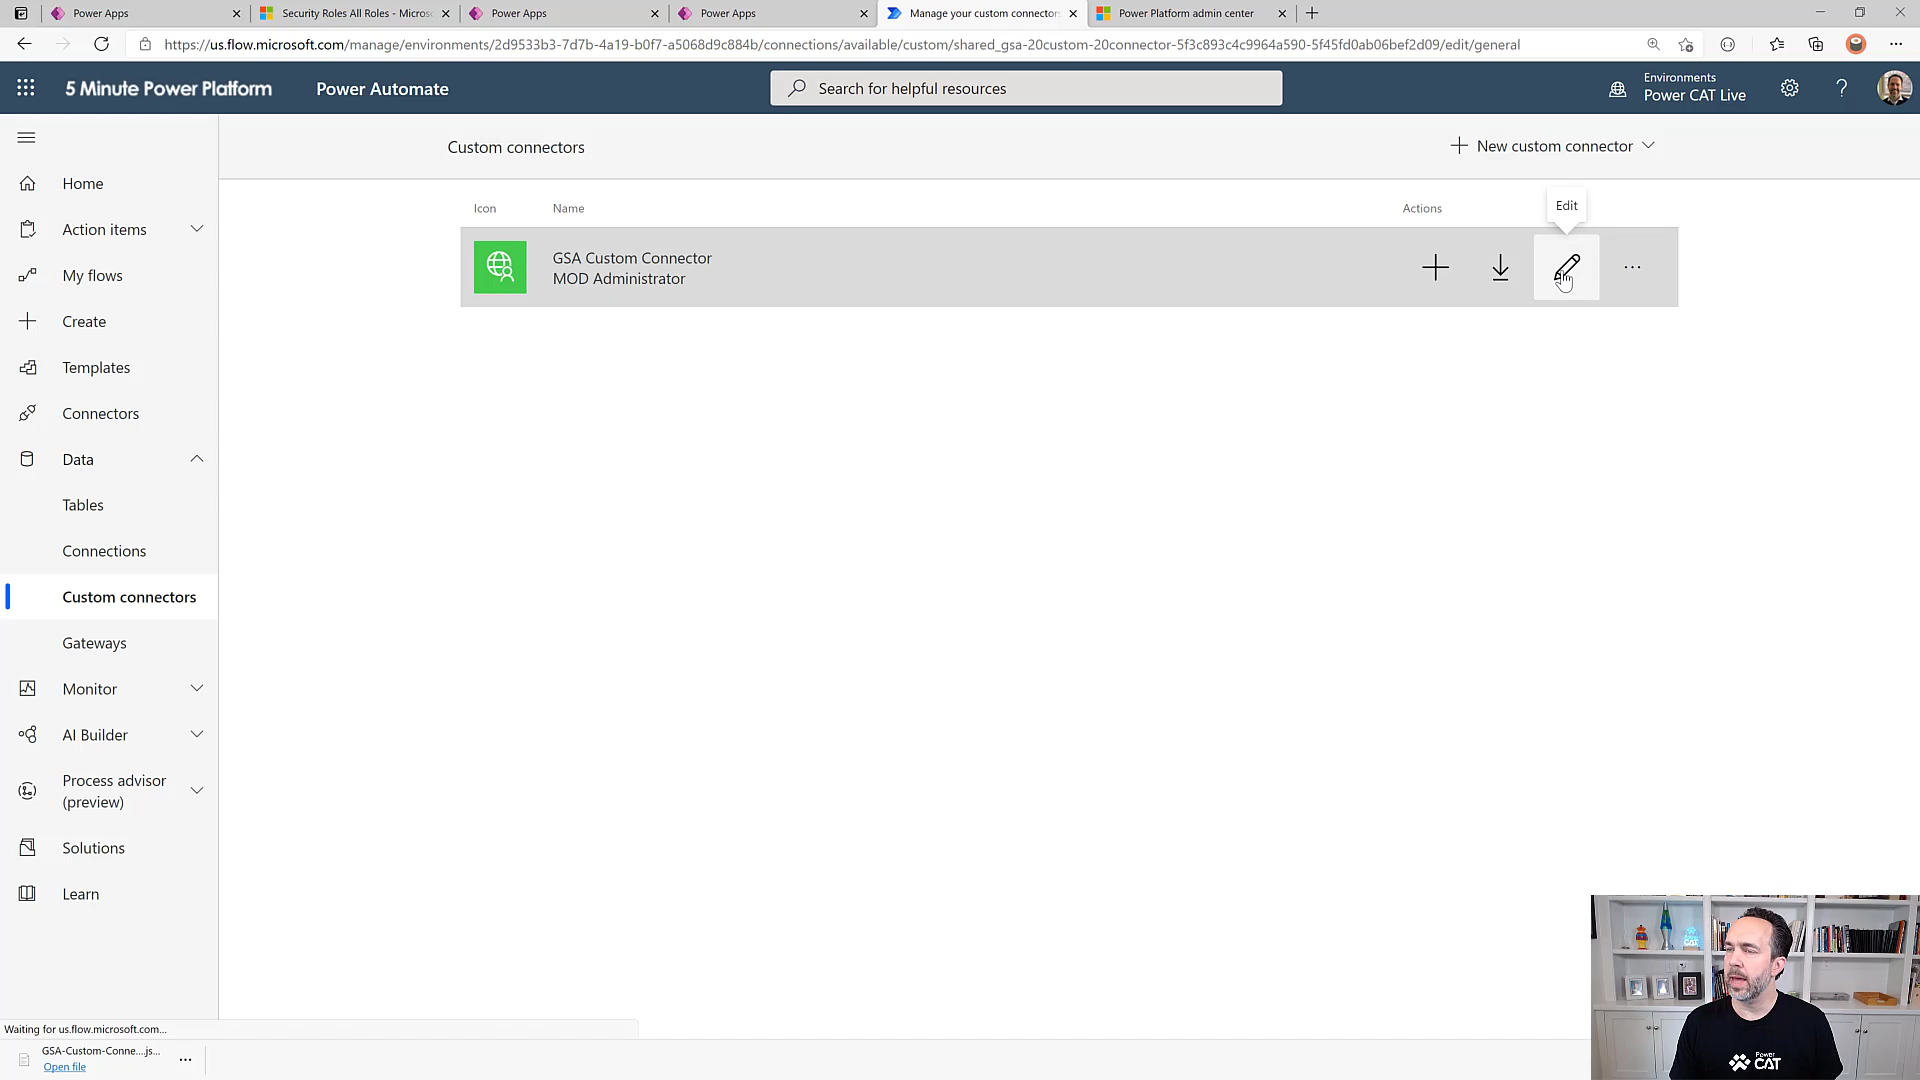 Power Apps
Security Roles All Roles - Micros
Power Apps
Power Apps
Manage your custom connectors
Power Platform admin center
https://us.flow.microsoft.com/manage/environments/2d9533b3-7d7b-4a19-b0f7-a5068d9c884b/connections/available/custom/shared_gsa-20custom-20connector-5f3c893c4c9964a590-5f45fd0ab06bef2d09/edit/general
5 Minute Power Platform
Power Automate
Search for helpful resources
Environments
Power CAT Live
?
Custom connectors
New custom connector
Home
Action items
My flows
Create
Templates
Connectors
Data
Tables
Connections
Custom connectors
Gateways
Monitor
AI Builder
Process advisor
(preview)
Solutions
Learn
Icon
Name
Actions
Edit
GSA Custom Connector
MOD Administrator
Waiting for us.flow.microsoft.com...
GSA-Custom-Conne....js...
Open file
Power
CAT